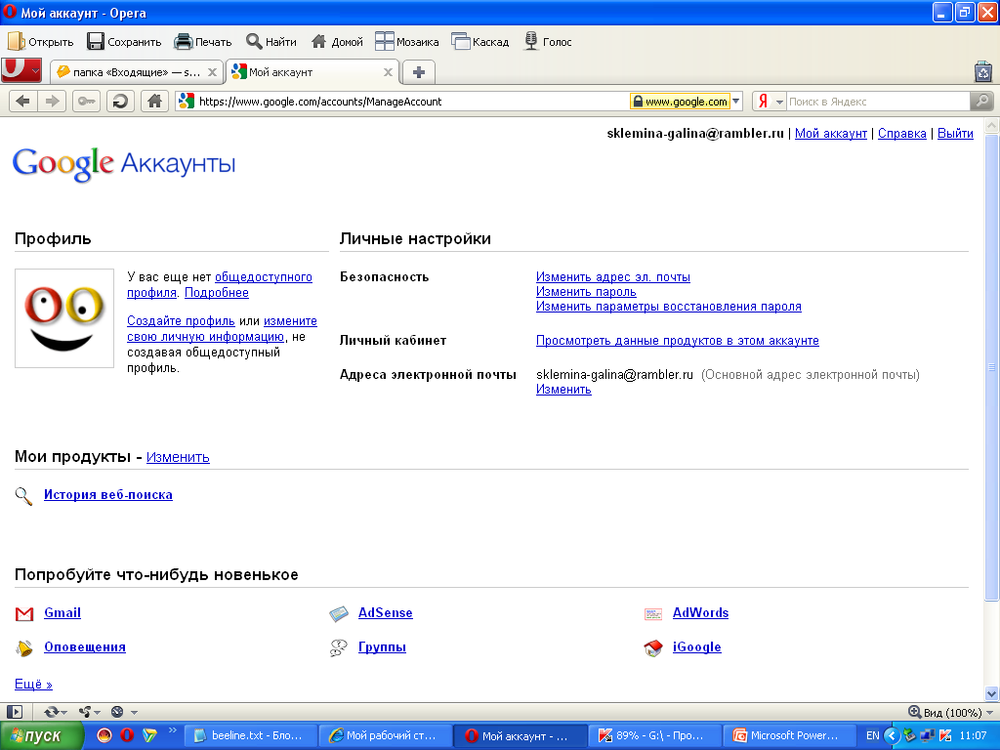 Мой аккаунт - Opera
Открыть Сохранить Печать Найти Домой Мозаика Каскад Голос
папка «Входящие» — s... Мой аккаунт
https://www.google.com/accounts/ManageAccount www.google.com Я Поиск в Яндекс
sklemina-galina@rambler.ru | Мой аккаунт | Справка | Выйти
Google Аккаунты
Профиль
У вас еще нет общедоступного
профиля. Подробнее
Создайте профиль или измените
свою личную информацию, не
создавая общедоступный
профиль.
Личные настройки
Безопасность Изменить адрес эл. почты
Изменить пароль
Изменить параметры восстановления пароля
Личный кабинет Просмотреть данные продуктов в этом аккаунте
Адреса электронной почты sklemina-galina@rambler.ru (Основной адрес электронной почты)
Изменить
Мои продукты - Изменить
История веб-поиска
Попробуйте что-нибудь новенькое
Gmail AdSense AdWords
Оповещения Группы iGoogle
Ещё »
Вид (100%)
пуск » beeline.txt - Бло... Мой рабочий ст... Мой аккаунт - ... 89% - G:\ - Про... Microsoft Power... EN 11:07